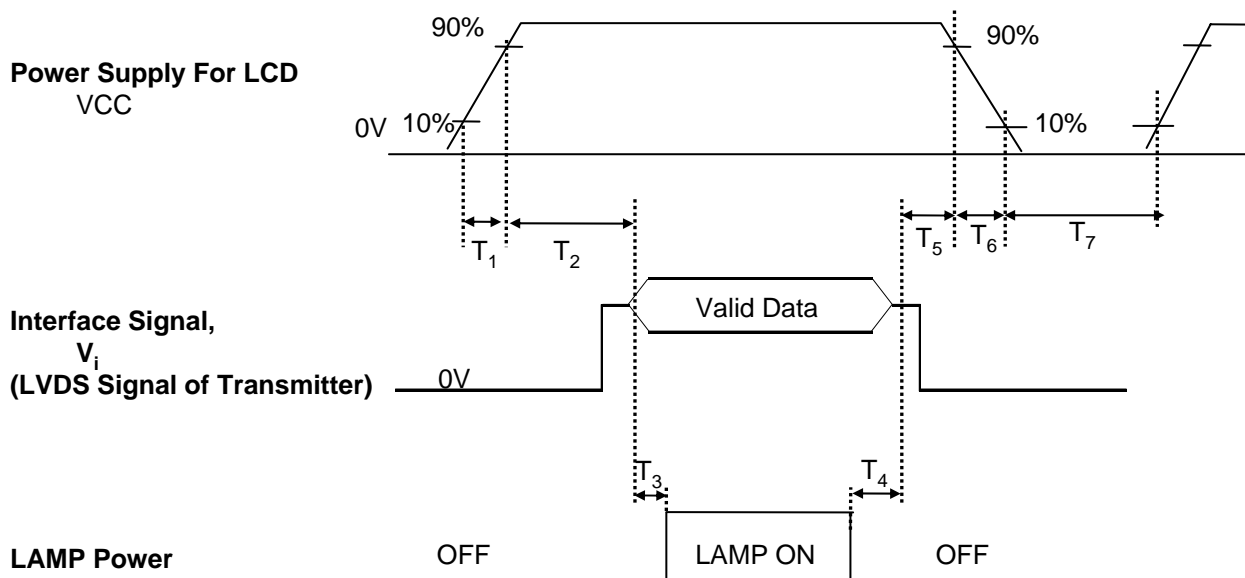 90%
90%
Power Supply For LCD
VCC
0V
10%
10%
T1
T2
T5
T6
T7
Valid Data
Interface Signal,
Vi
(LVDS Signal of Transmitter)
0V
T3
T4
LAMP Power
OFF
LAMP ON
OFF